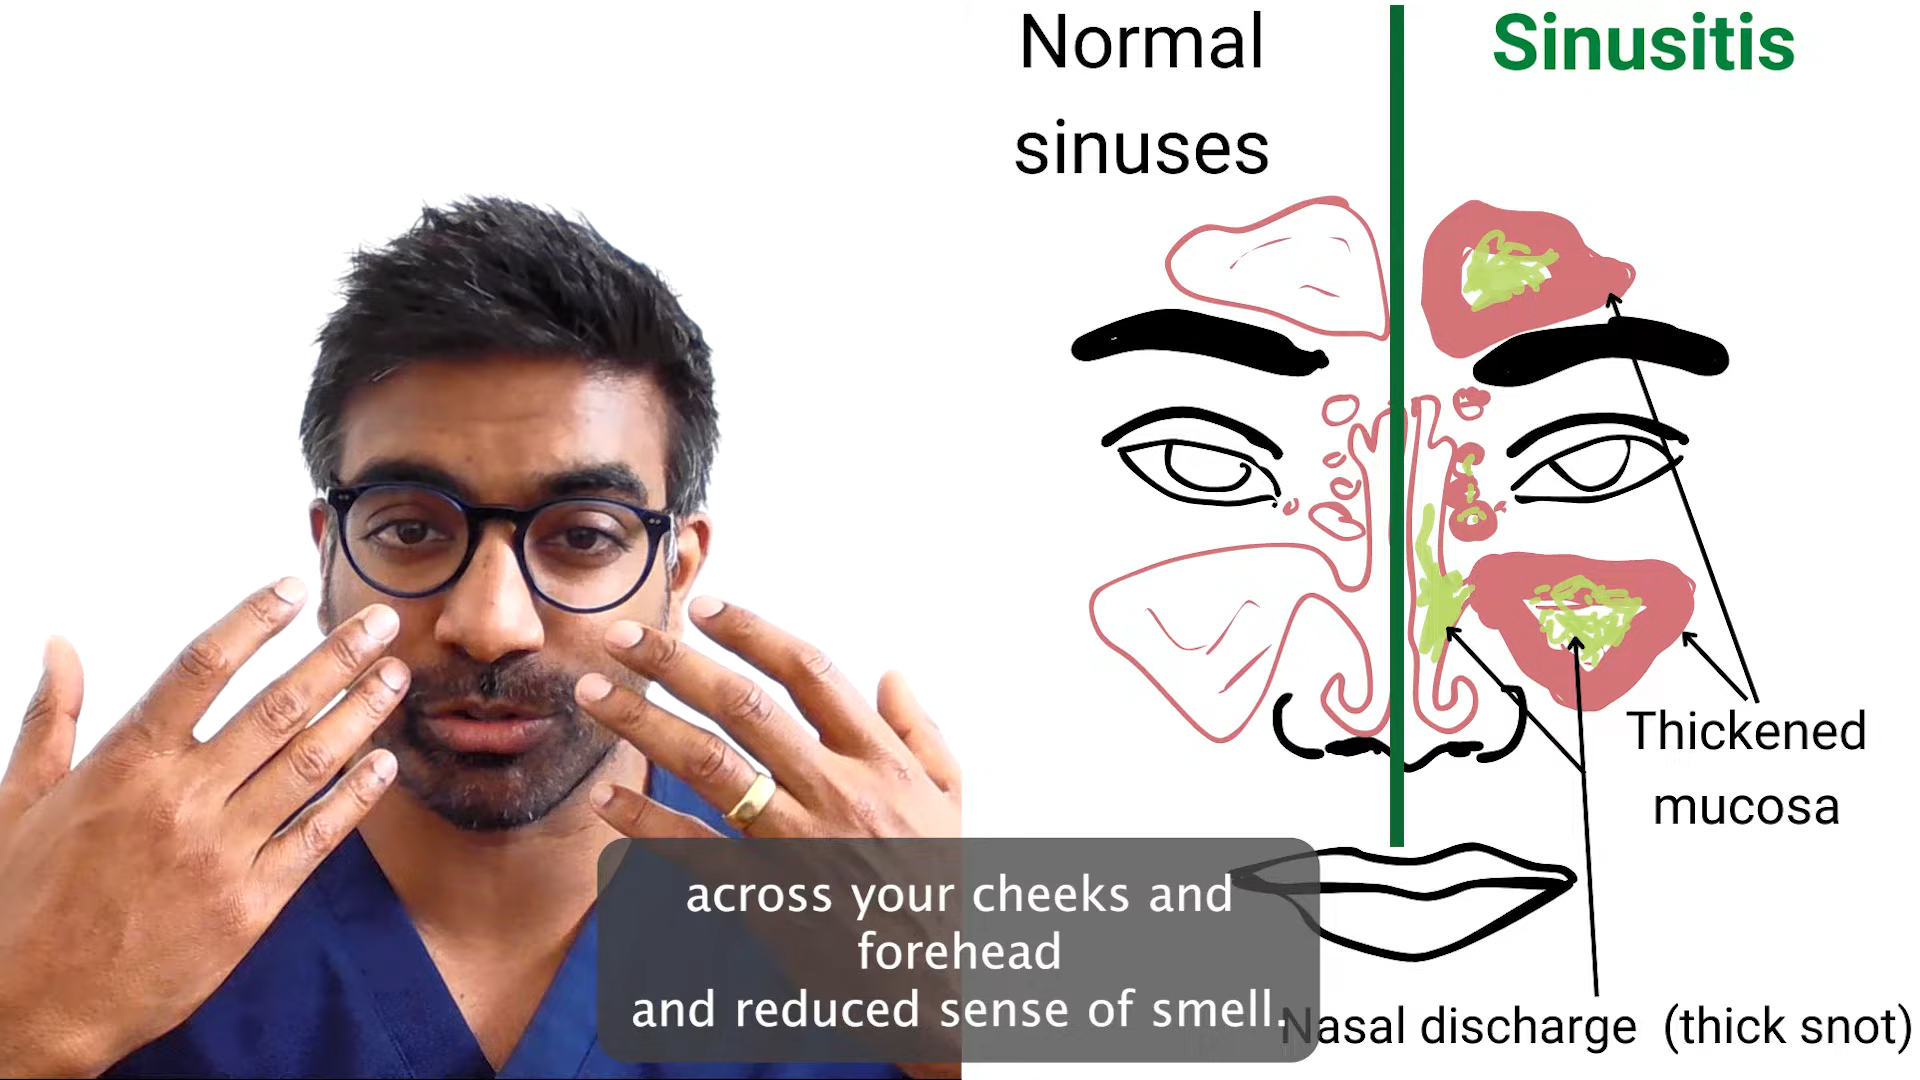 Normal
sinuses
Sinusitis
Thickened
mucosa
across your cheeks and
forehead
and reduced sense of smell.
Nasal discharge (thick snot)